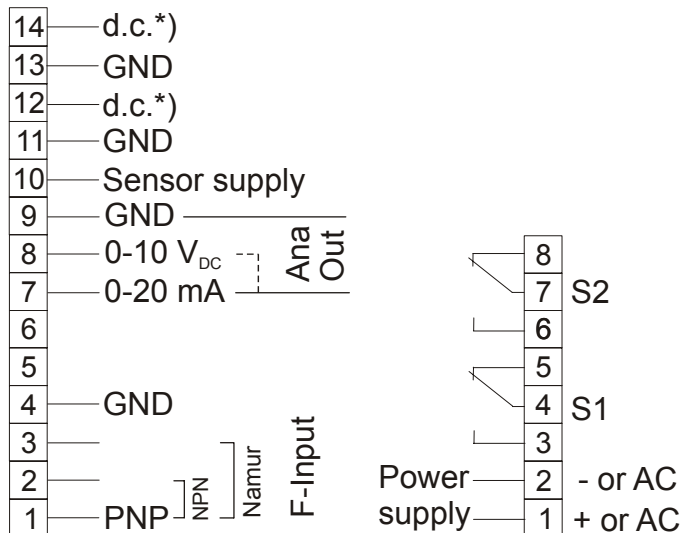 14 d.c.*)
13 GND
12 d.c.*)
11 GND
10 Sensor supply
9 GND
8 0-10 VDC
7 0-20 mA
Ana
Out
6
5
4 GND
3
2
1 PNP
NPN
Namur
F-Input
8
7 S2
6
5
4 S1
3
Power 2 - or AC
supply 1 + or AC